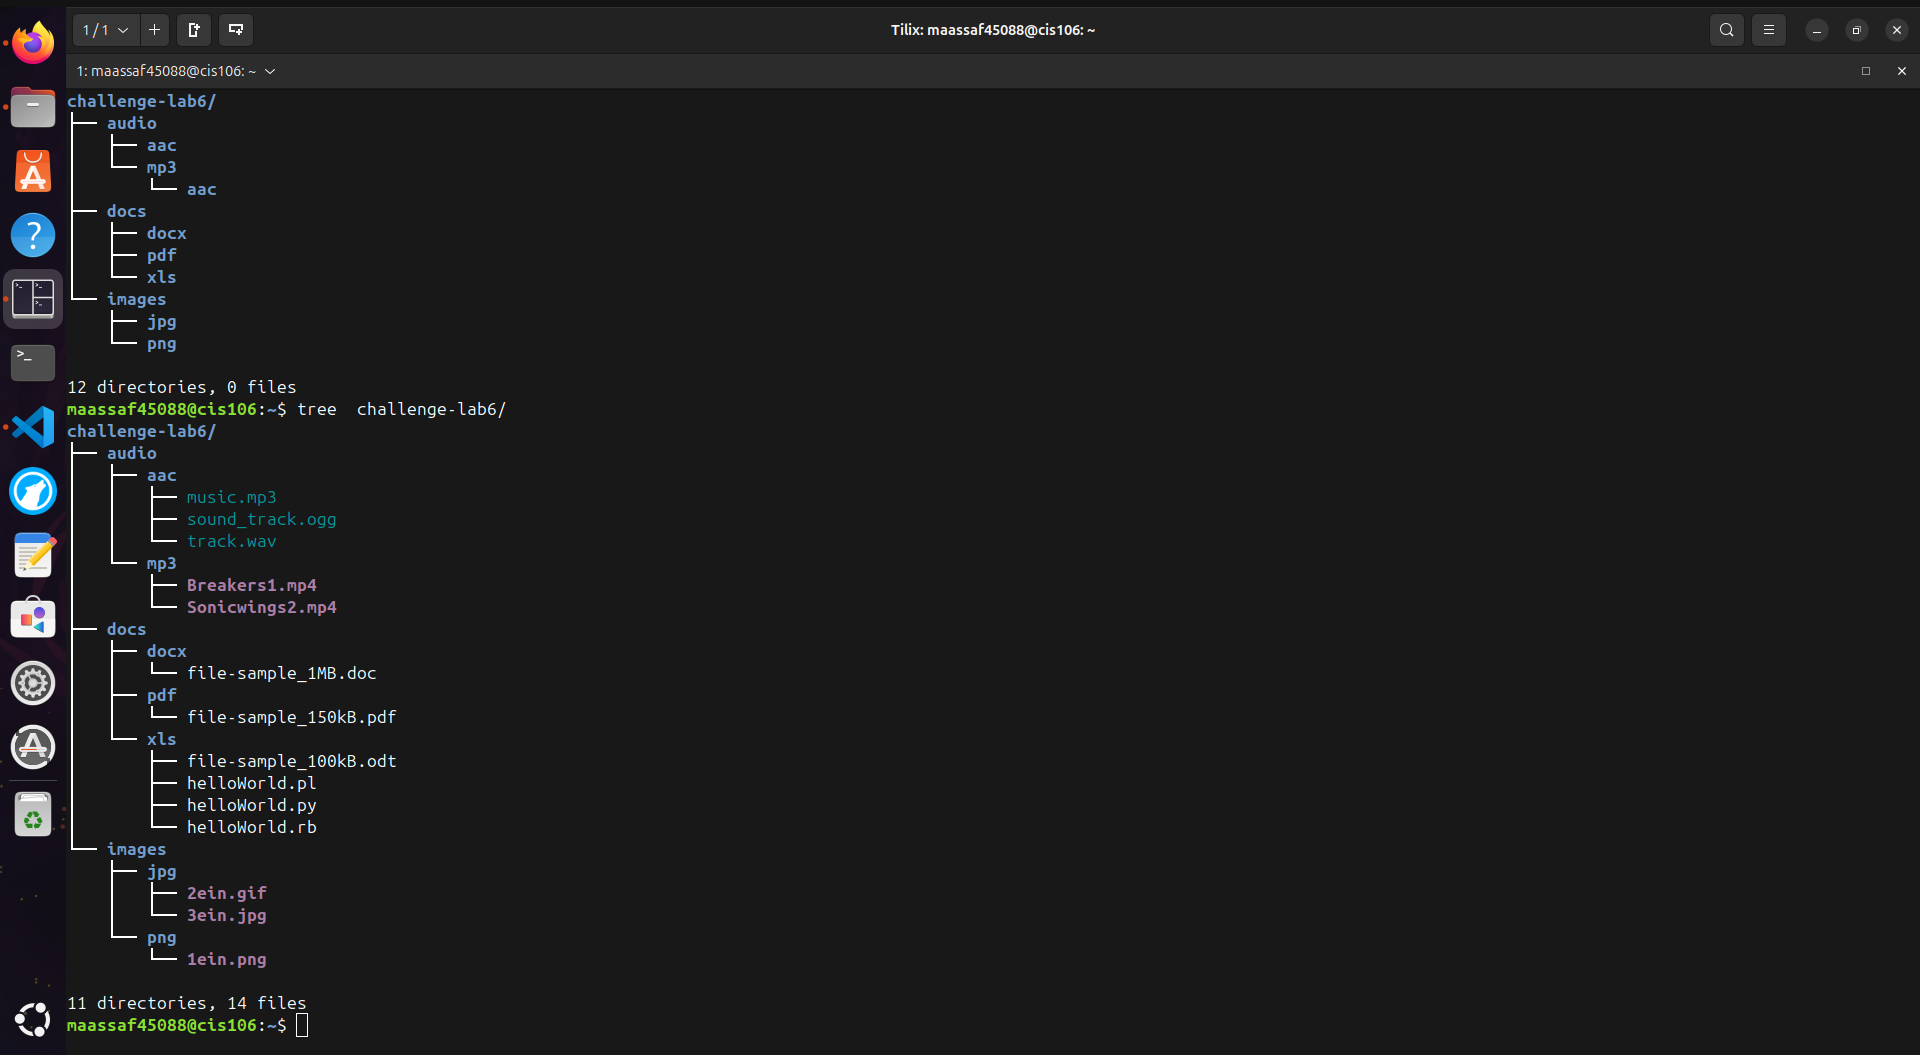 1 / 1
Tilix: maassaf45088@cis106: ~
1: maassaf45088@cis106: ~
challenge-lab6/
├── audio
│   ├── aac
│   └── mp3
│       └── aac
├── docs
│   ├── docx
│   ├── pdf
│   └── xls
└── images
    ├── jpg
    └── png
12 directories, 0 files
maassaf45088@cis106:~$ tree  challenge-lab6/
challenge-lab6/
├── audio
│   ├── aac
│   │   ├── music.mp3
│   │   ├── sound_track.ogg
│   │   └── track.wav
│   └── mp3
│       ├── Breakers1.mp4
│       └── Sonicwings2.mp4
├── docs
│   ├── docx
│   │   └── file-sample_1MB.doc
│   ├── pdf
│   │   └── file-sample_150kB.pdf
│   └── xls
│       ├── file-sample_100kB.odt
│       ├── helloWorld.pl
│       ├── helloWorld.py
│       └── helloWorld.rb
└── images
    ├── jpg
    │   ├── 2ein.gif
    │   └── 3ein.jpg
    └── png
        └── 1ein.png
11 directories, 14 files
maassaf45088@cis106:~$